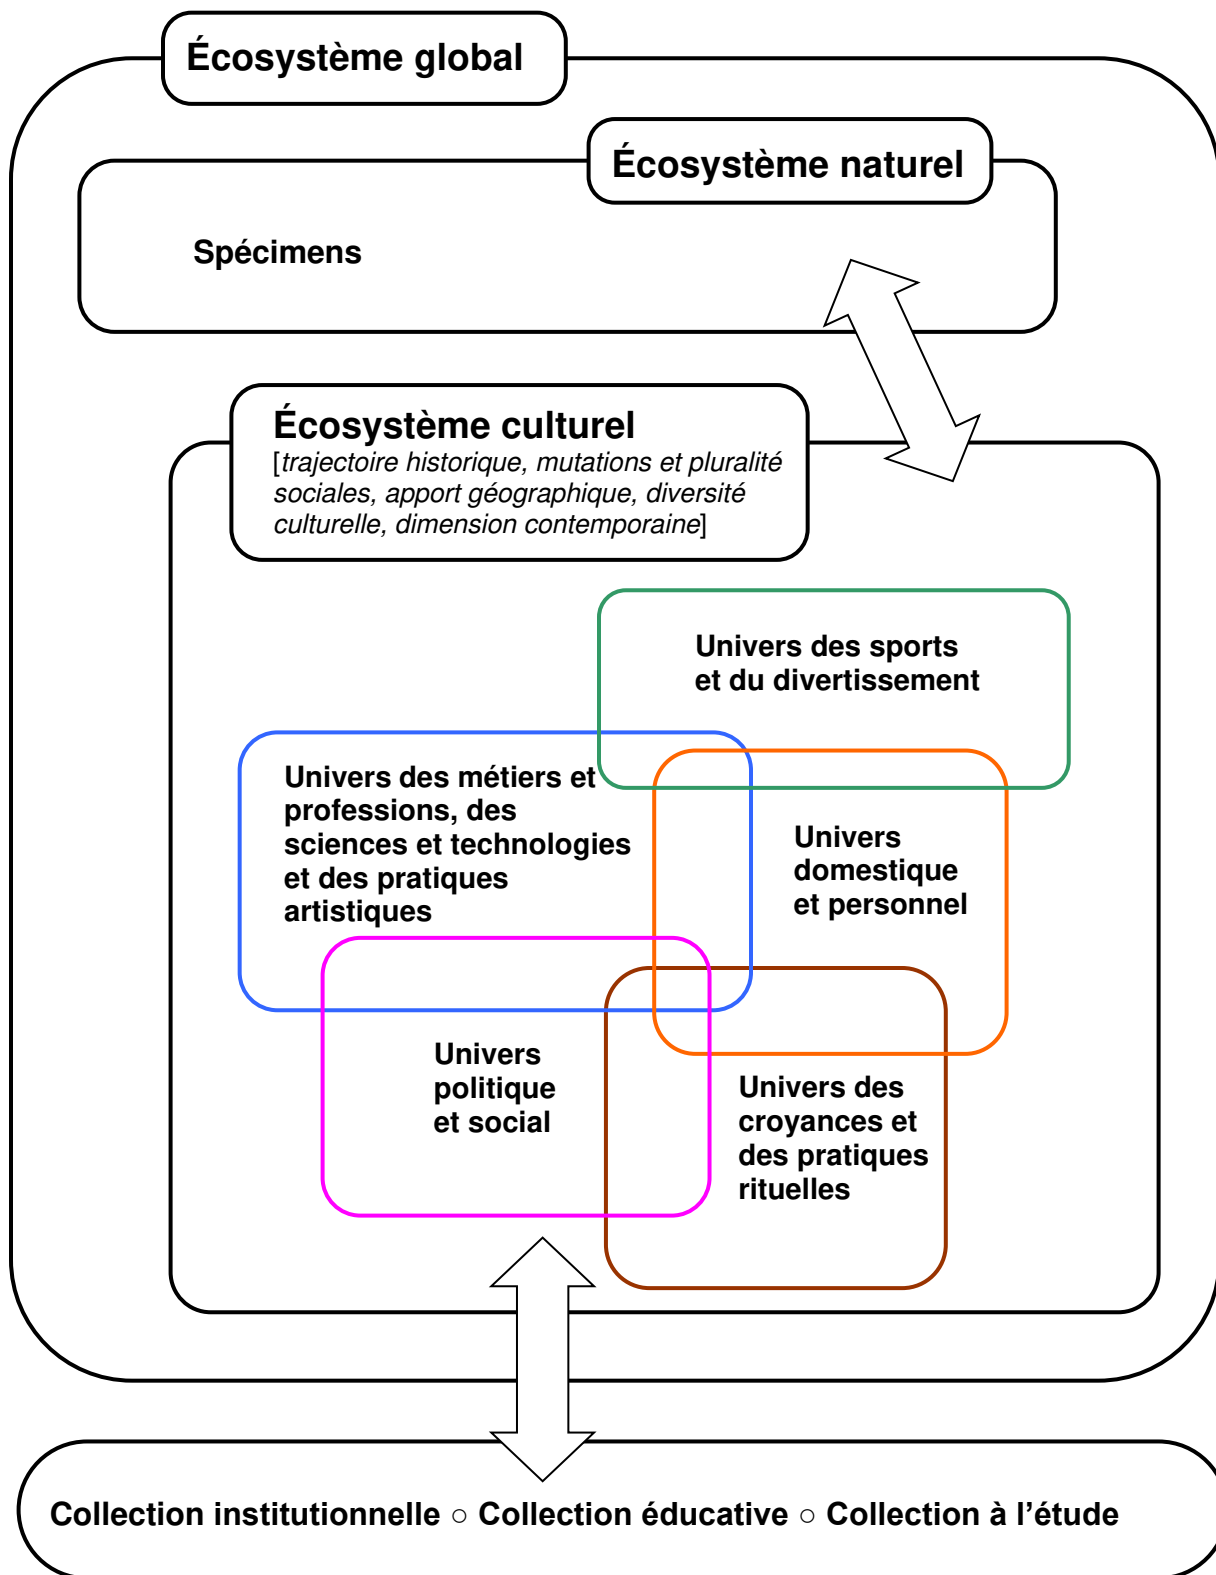 Écosystème global
Écosystème naturel
Spécimens
Écosystème culturel
[trajectoire historique, mutations et pluralité
sociales, apport géographique, diversité
culturelle, dimension contemporaine]
Univers des sports
et du divertissement
Univers des métiers et
professions, des
sciences et technologies
et des pratiques
artistiques
Univers
domestique
et personnel
Univers
politique
et social
Univers des
croyances et
des pratiques
rituelles
Collection institutionnelle ○ Collection éducative ○ Collection à l’étude